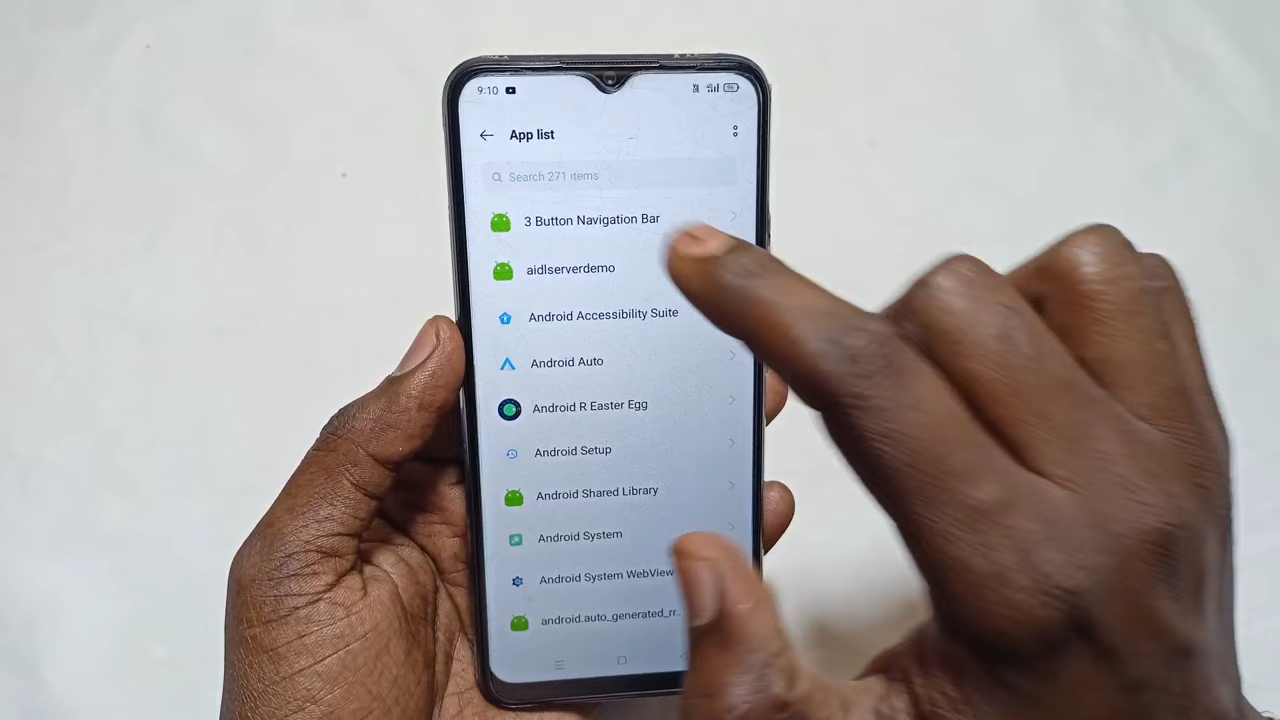 9:10
App list
Search 271 items
3 Button Navigation Bar
aidlserverdemo
Android Accessibility Suite
Android Auto
Android R Easter Egg
Android Setup
Android Shared Library
Android System
Android System WebView
android.auto_generated_rr..